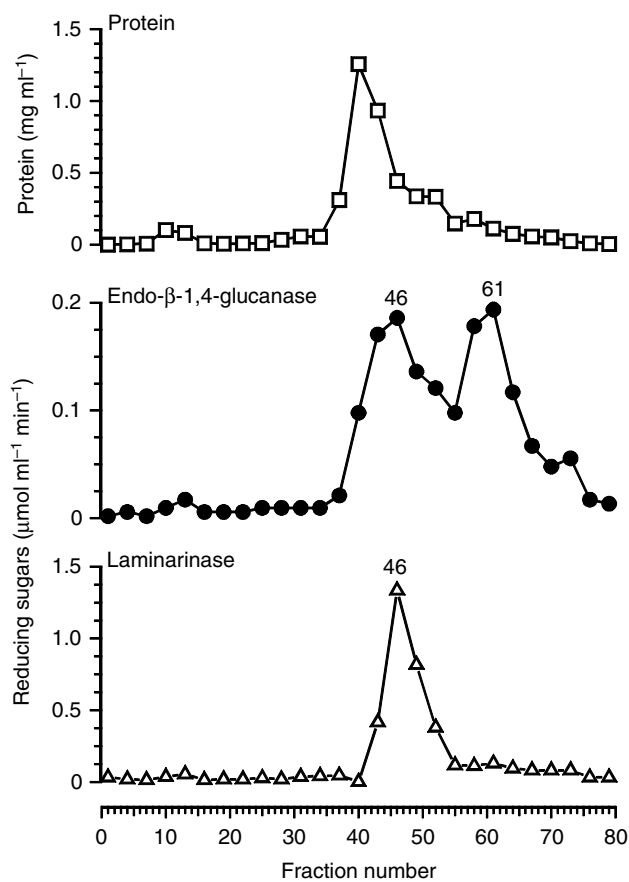 Protein
1.5
1.0
0.5
0
Protein (mg ml⁻¹)
Endo-β-1,4-glucanase
46
61
0.2
0.1
0
Reducing sugars (μmol ml⁻¹ min⁻¹)
Laminarinase
46
1.5
1.0
0.5
0
0 10 20 30 40 50 60 70 80
Fraction number